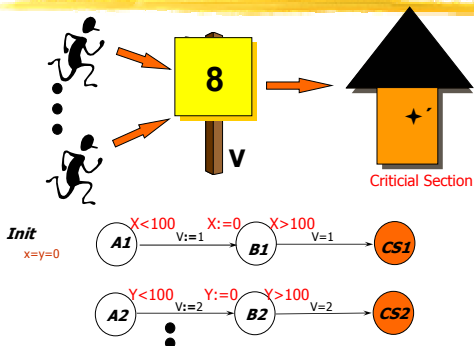 8
V
Criticial Section
Init
x=y=0
X<100 X:=0 X>100
A1 V:=1 B1 V=1 CS1
Y<100 Y:=0 Y>100
A2 V:=2 B2 V=2 CS2